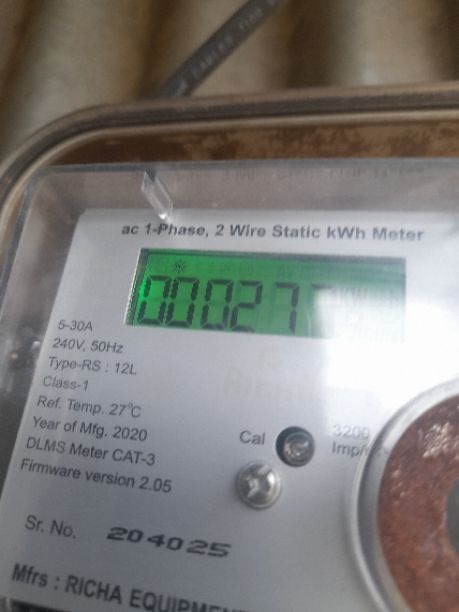 CABLES
ac 1-Phase, 2 Wire Static kWh Meter
5-30A
240V, 50Hz
Type-RS : 12L
Class-1
Ref. Temp. 27°C
Year of Mfg. 2020
DLMS Meter CAT-3
Firmware version 2.05
Cal
3200
Imp/
Sr. No. 204025
Mfrs : RICHA EQUIPMEN